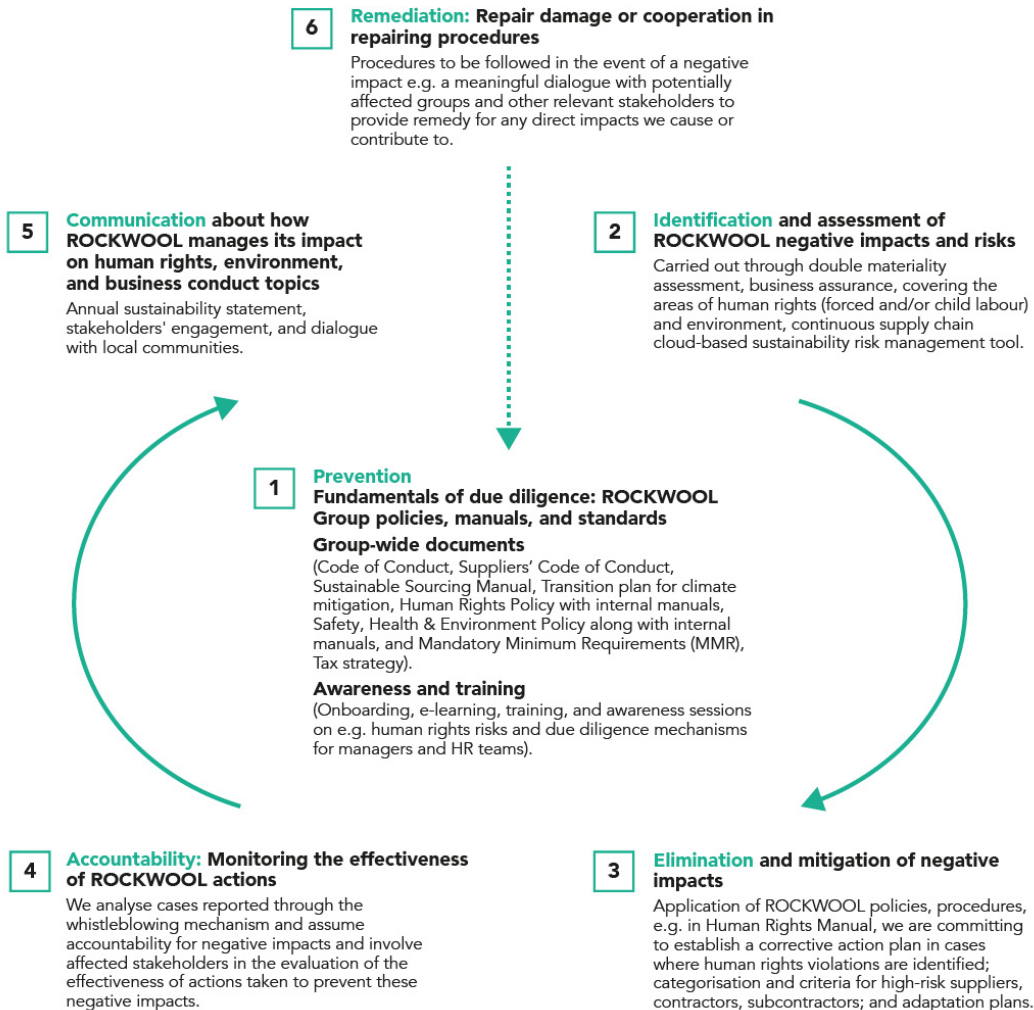 6
Remediation: Repair damage or cooperation in
repairing procedures
Procedures to be followed in the event of a negative
impact e.g. a meaningful dialogue with potentially
affected groups and other relevant stakeholders to
provide remedy for any direct impacts we cause or
contribute to.
5
Communication about how
ROCKWOOL manages its impact
on human rights, environment,
and business conduct topics
Annual sustainability statement,
stakeholders' engagement, and dialogue
with local communities.
2
Identification and assessment of
ROCKWOOL negative impacts and risks
Carried out through double materiality
assessment, business assurance, covering the
areas of human rights (forced and/or child labour)
and environment, continuous supply chain
cloud-based sustainability risk management tool.
1
Prevention
Fundamentals of due diligence: ROCKWOOL
Group policies, manuals, and standards
Group-wide documents
(Code of Conduct, Suppliers’ Code of Conduct,
Sustainable Sourcing Manual, Transition plan for climate
mitigation, Human Rights Policy with internal manuals,
Safety, Health & Environment Policy along with internal
manuals, and Mandatory Minimum Requirements (MMR),
Tax strategy).
Awareness and training
(Onboarding, e-learning, training, and awareness sessions
on e.g. human rights risks and due diligence mechanisms
for managers and HR teams).
4
Accountability: Monitoring the effectiveness
of ROCKWOOL actions
We analyse cases reported through the
whistleblowing mechanism and assume
accountability for negative impacts and involve
affected stakeholders in the evaluation of the
effectiveness of actions taken to prevent these
negative impacts.
3
Elimination and mitigation of negative
impacts
Application of ROCKWOOL policies, procedures,
e.g. in Human Rights Manual, we are committing
to establish a corrective action plan in cases
where human rights violations are identified;
categorisation and criteria for high-risk suppliers,
contractors, subcontractors; and adaptation plans.